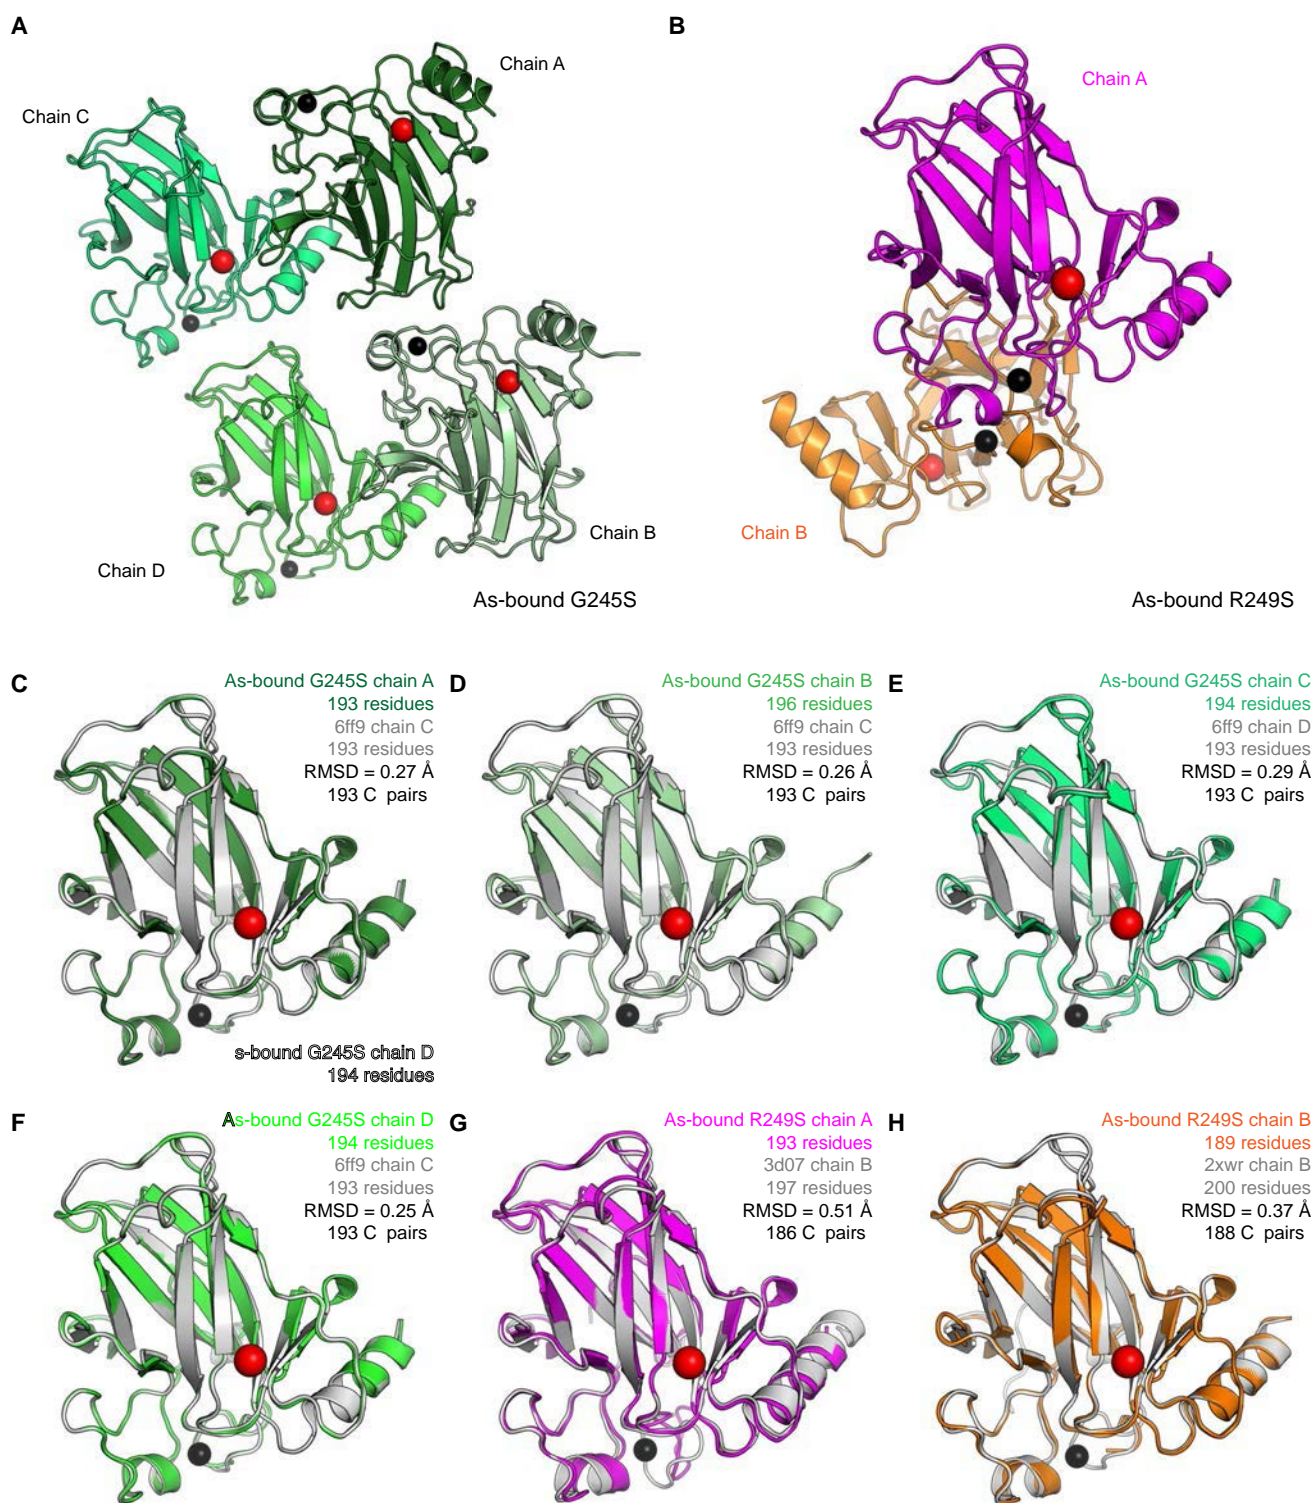 A
B
Chain A
Chain A
Chain C
Chain B
Chain B
Chain D
As-bound G245S
As-bound R249S
C
As-bound G245S chain A
193 residues
6ff9 chain C
193 residues
RMSD = 0.27 Å
193 C pairs
D
As-bound G245S chain B
196 residues
6ff9 chain C
193 residues
RMSD = 0.26 Å
193 C pairs
E
As-bound G245S chain C
194 residues
6ff9 chain D
193 residues
RMSD = 0.29 Å
193 C pairs
s-bound G245S chain D
194 residues
F
As-bound G245S chain D
194 residues
6ff9 chain C
193 residues
RMSD = 0.25 Å
193 C pairs
G
As-bound R249S chain A
193 residues
3d07 chain B
197 residues
RMSD = 0.51 Å
186 C pairs
H
As-bound R249S chain B
189 residues
2xwr chain B
200 residues
RMSD = 0.37 Å
188 C pairs